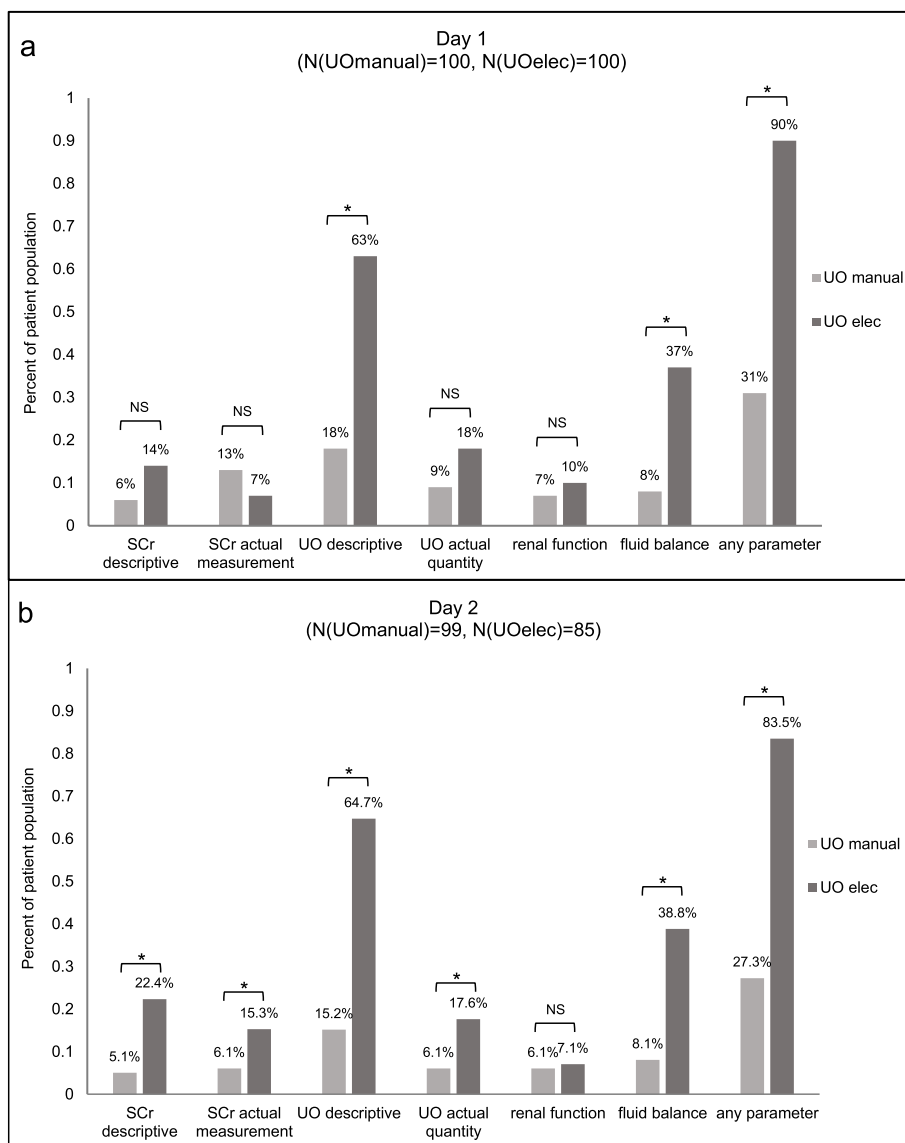 a
Day 1
(N(UOmanual)=100, N(UOelec)=100)
Percent of patient population
1
0.9
0.8
0.7
0.6
0.5
0.4
0.3
0.2
0.1
0
NS
6%
14%
NS
13%
7%
*
18%
63%
NS
9%
18%
NS
7%
10%
*
8%
37%
*
31%
90%
SCr
descriptive
SCr actual
measurement
UO descriptive
UO actual
quantity
renal function
fluid balance
any parameter
UO manual
UO elec
b
Day 2
(N(UOmanual)=99, N(UOelec)=85)
Percent of patient population
1
0.9
0.8
0.7
0.6
0.5
0.4
0.3
0.2
0.1
0
*
5.1%
22.4%
*
6.1%
15.3%
*
15.2%
64.7%
*
6.1%
17.6%
NS
6.1%
7.1%
*
8.1%
38.8%
*
27.3%
83.5%
SCr
descriptive
SCr actual
measurement
UO descriptive
UO actual
quantity
renal function
fluid balance
any parameter
UO manual
UO elec